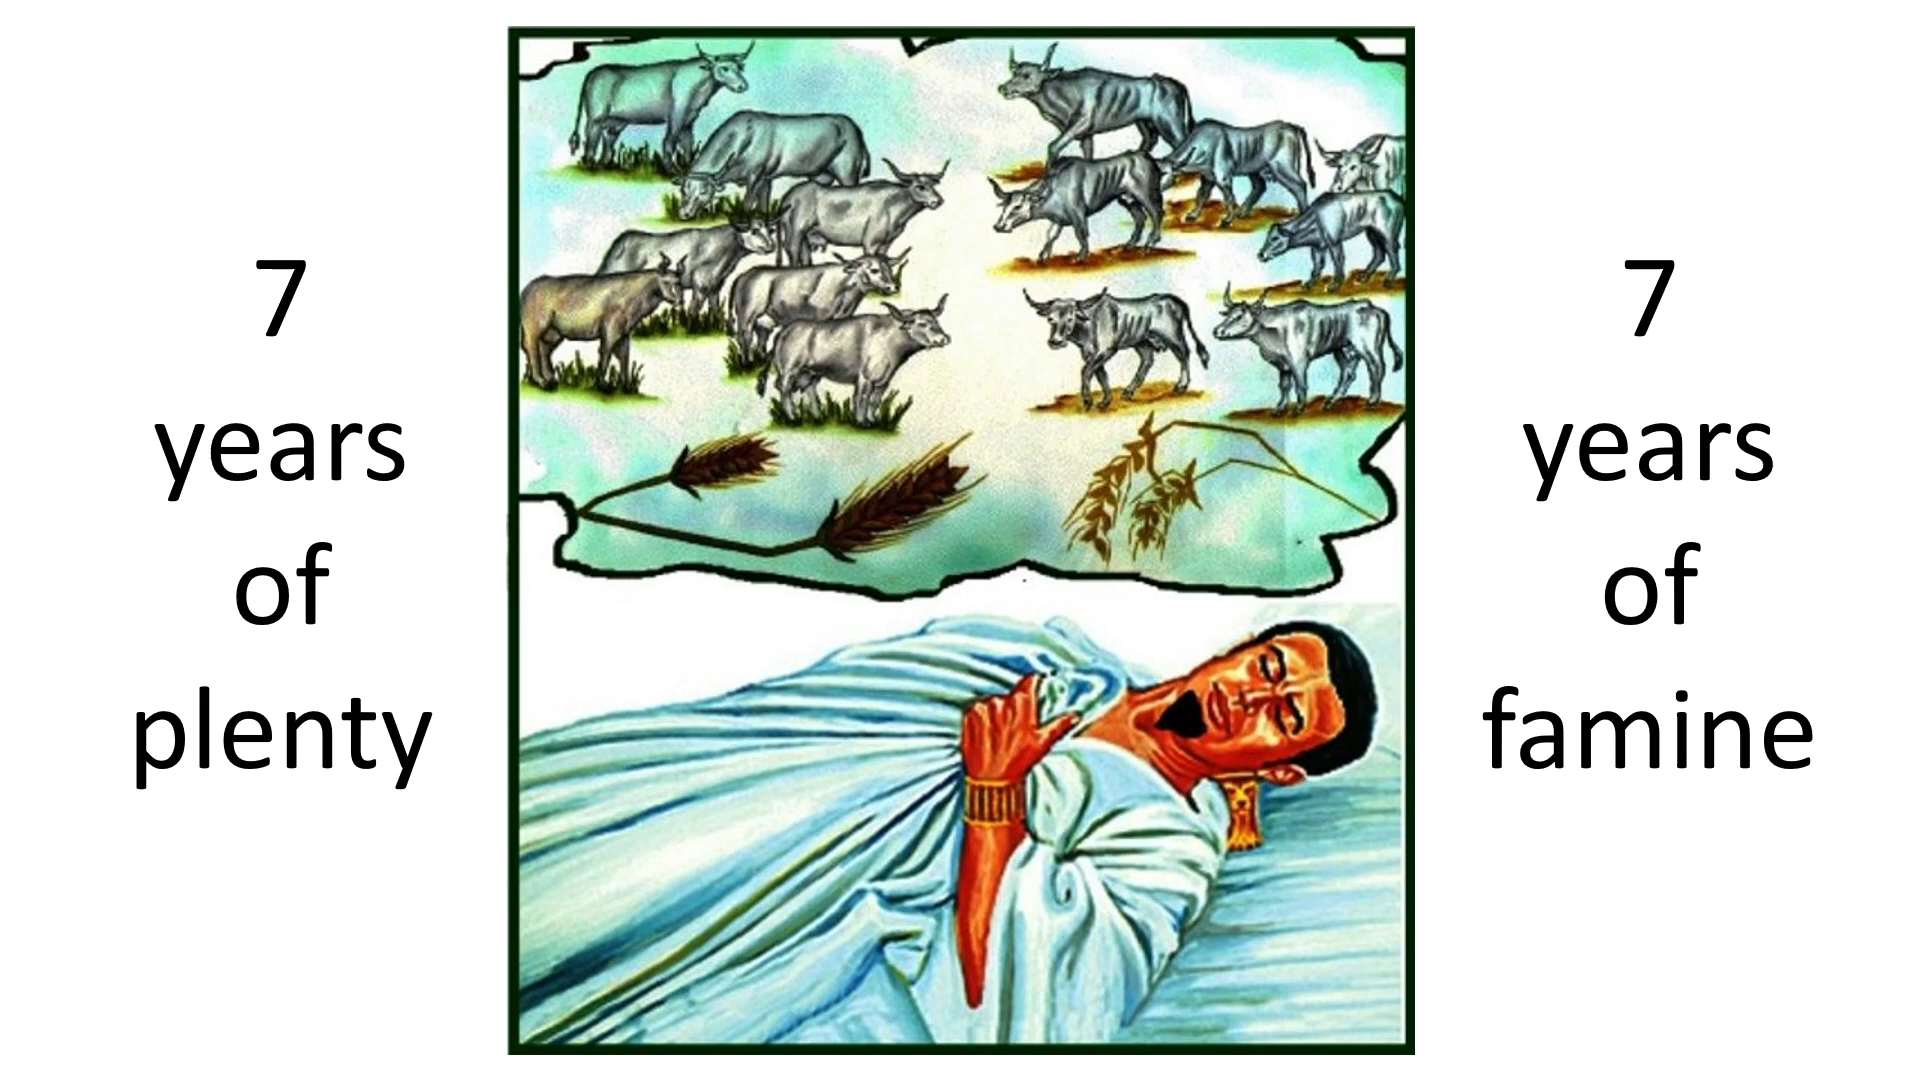 7
years
of
plenty
7
years
of
famine